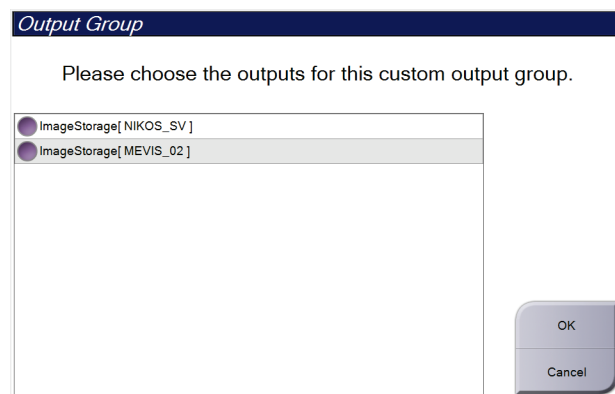 Output Group
Please choose the outputs for this custom output group.
ImageStorage[ NIKOS_SV ]
ImageStorage[ MEVIS_02 ]
OK
Cancel